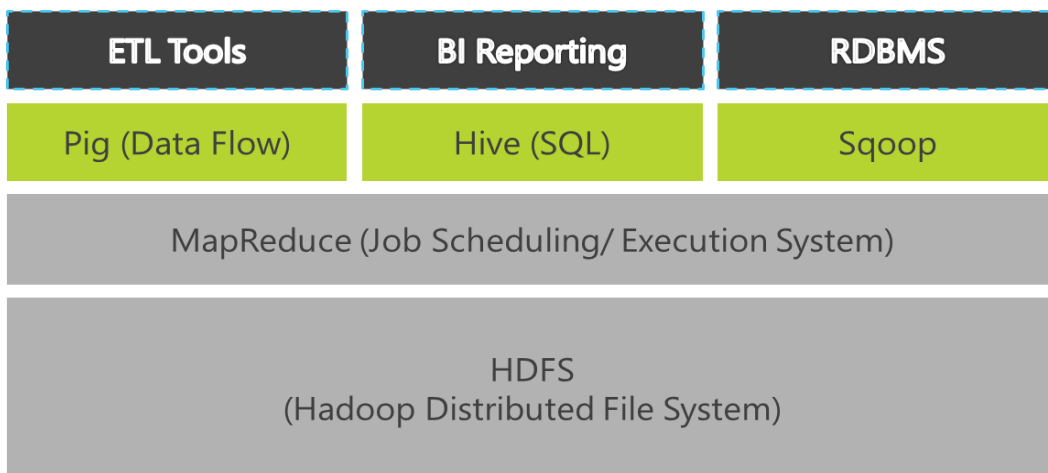 ETL Tools
BI Reporting
RDBMS
Pig (Data Flow)
Hive (SQL)
Sqoop
MapReduce (Job Scheduling/ Execution System)
HDFS
(Hadoop Distributed File System)